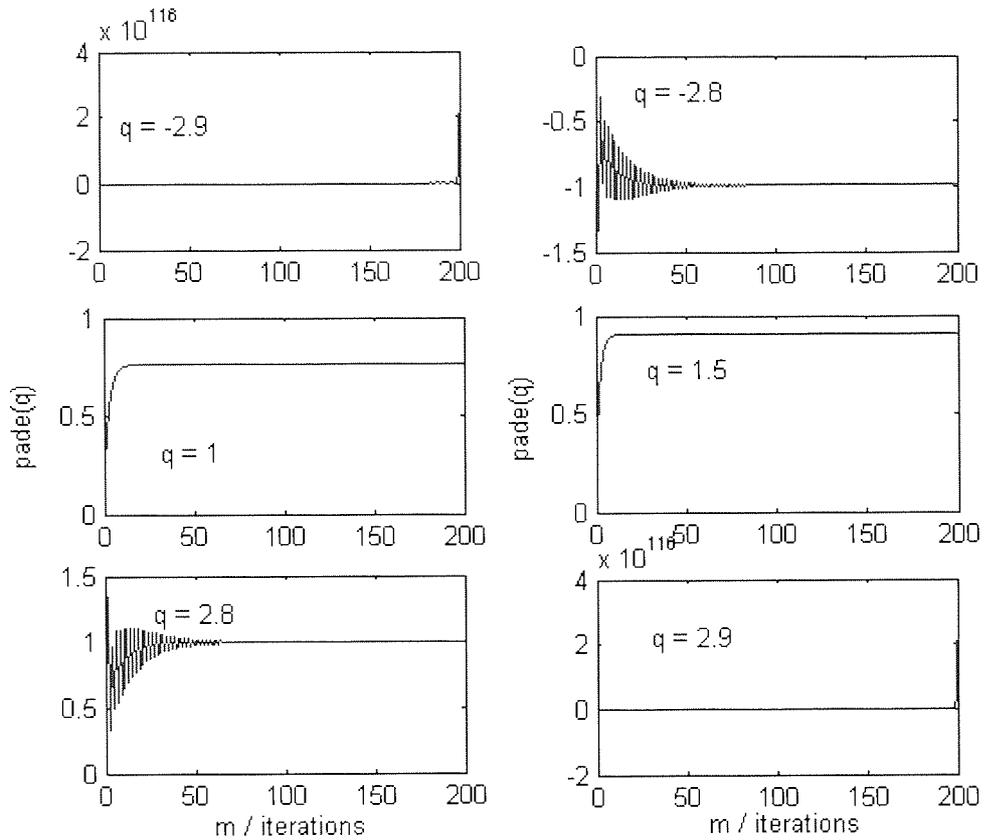 x 10^116
4
2
0
-2
q = -2.9
0 50 100 150 200
0
-0.5
-1
-1.5
q = -2.8
0 50 100 150 200
pade(q)
1
0.5
0
q = 1
0 50 100 150 200
pade(q)
1
0.5
0
q = 1.5
0 50 100 150 200
1.5
1
0.5
0
q = 2.8
0 50 100 150 200
m / iterations
x 10^116
4
2
0
-2
q = 2.9
0 50 100 150 200
m / iterations